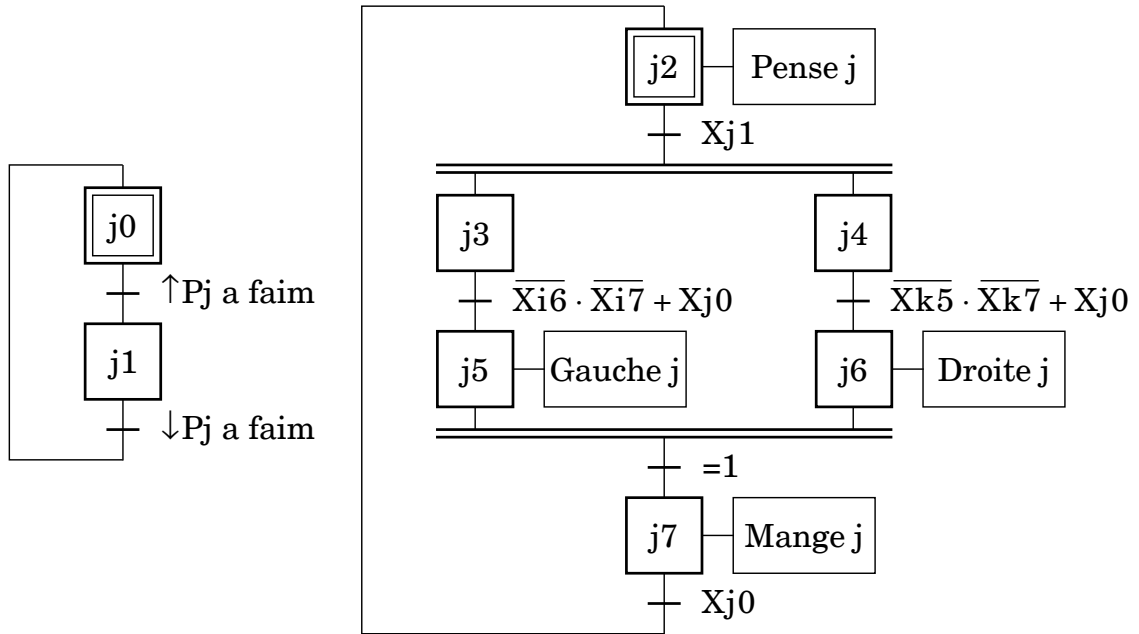 j0
↑Pj a faim
j1
↓Pj a faim
j2
Pense j
Xj1
j3
j4
X̅i̅6̅ · X̅i̅7̅ + Xj0
X̅k̅5̅ · X̅k̅7̅ + Xj0
j5
Gauche j
j6
Droite j
=1
j7
Mange j
Xj0